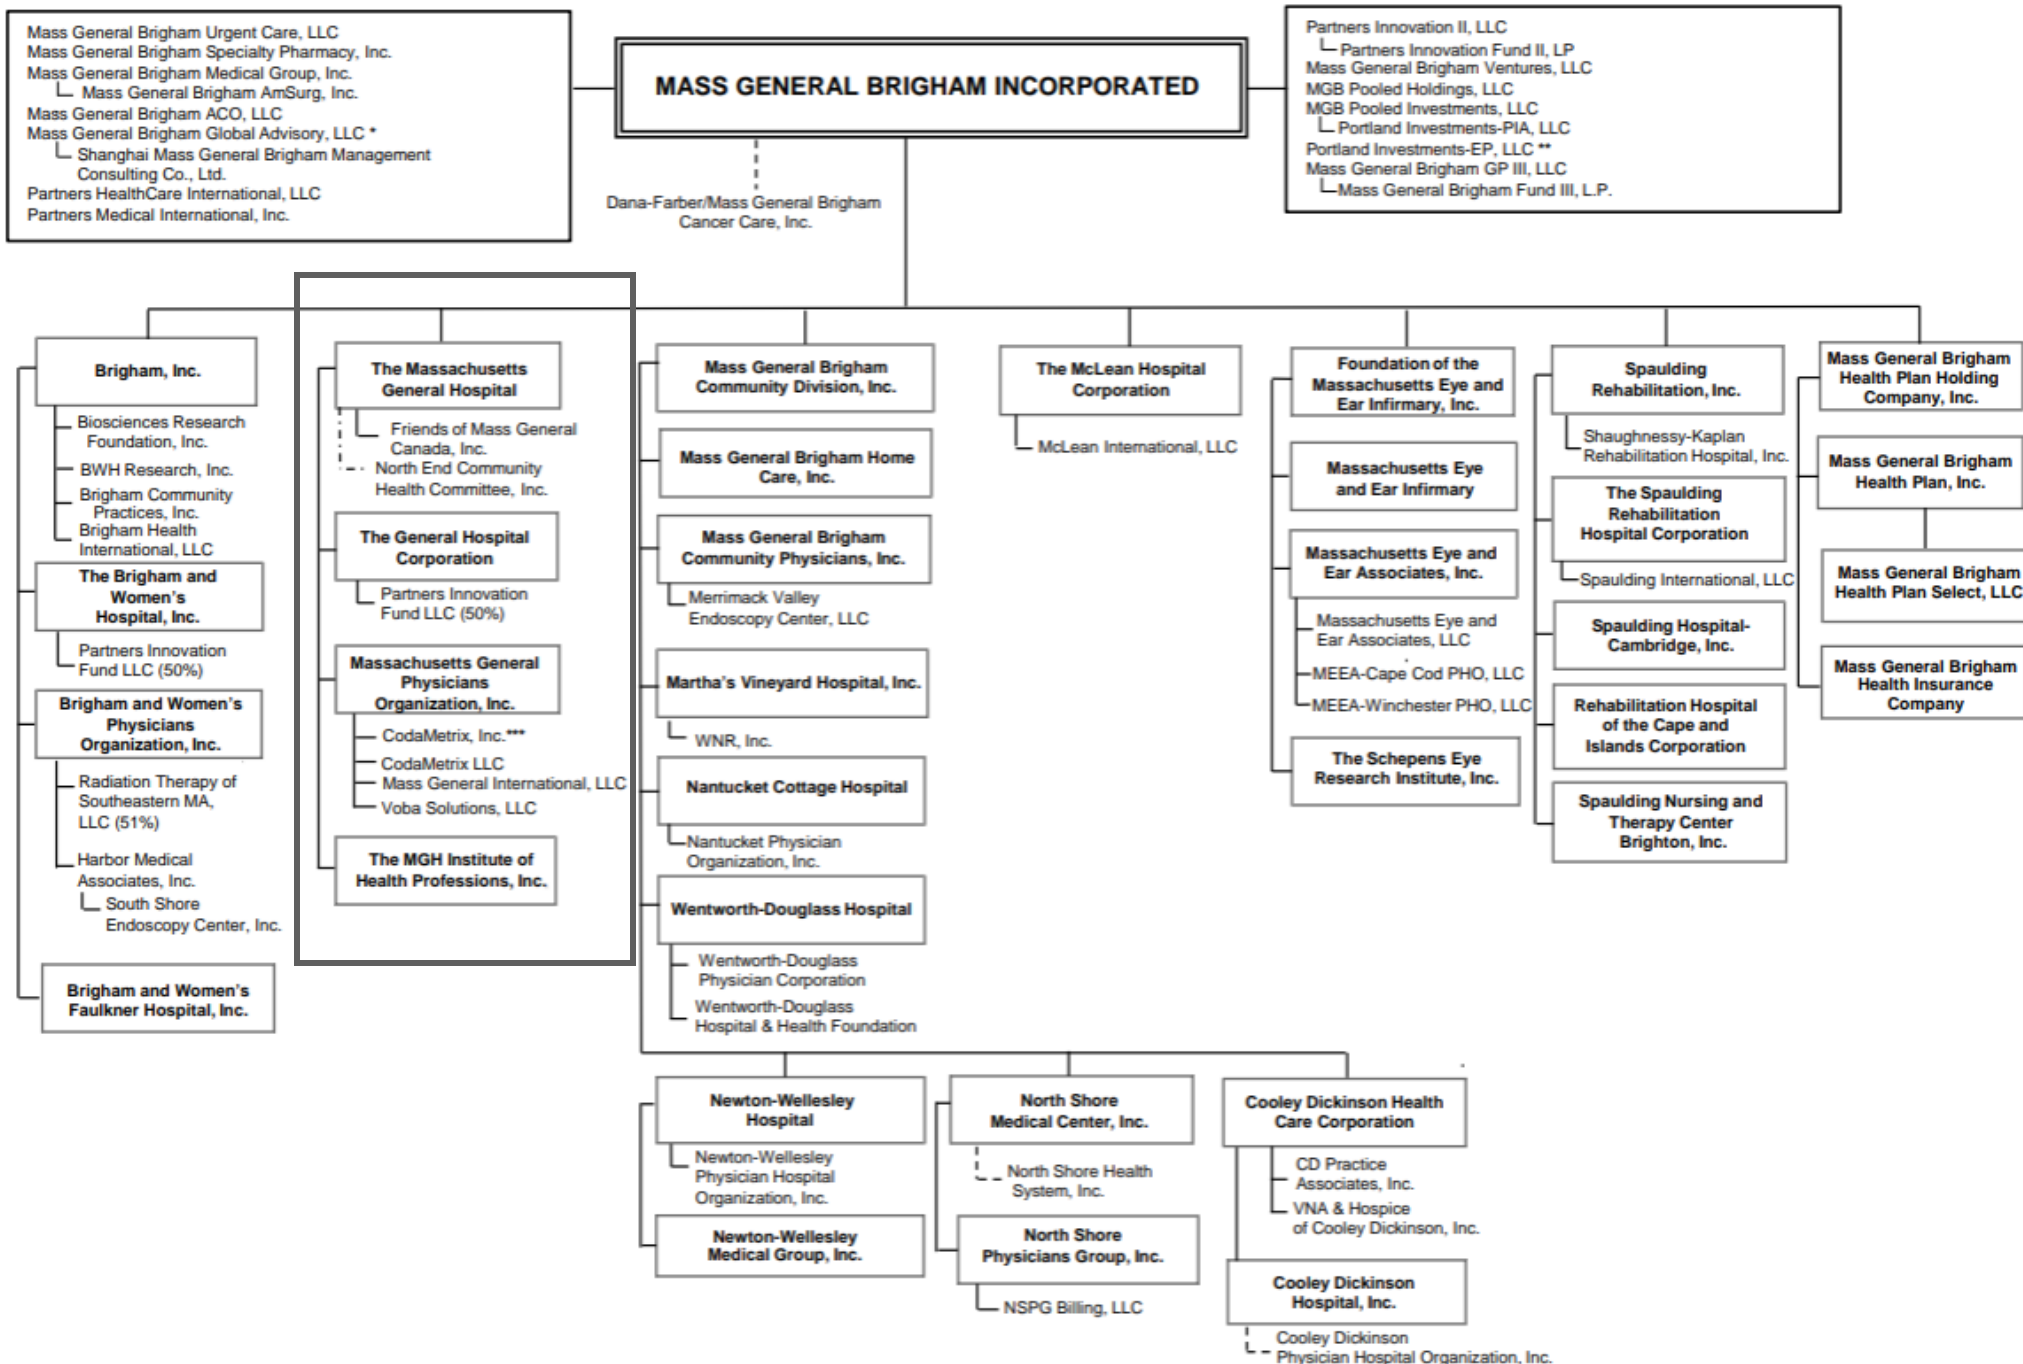 Mass General Brigham Urgent Care, LLC
Mass General Brigham Specialty Pharmacy, Inc.
Mass General Brigham Medical Group, Inc.
Mass General Brigham AmSurg, Inc.
Mass General Brigham ACO, LLC
Mass General Brigham Global Advisory, LLC *
Shanghai Mass General Brigham Management
Consulting Co., Ltd.
Partners HealthCare International, LLC
Partners Medical International, Inc.
MASS GENERAL BRIGHAM INCORPORATED
Dana-Farber/Mass General Brigham
Cancer Care, Inc.
Partners Innovation II, LLC
Partners Innovation Fund II, LP
Mass General Brigham Ventures, LLC
MGB Pooled Holdings, LLC
MGB Pooled Investments, LLC
Portland Investments-PIA, LLC
Portland Investments-EP, LLC **
Mass General Brigham GP III, LLC
Mass General Brigham Fund III, L.P.
Brigham, Inc.
Biosciences Research
Foundation, Inc.
BWH Research, Inc.
Brigham Community
Practices, Inc.
Brigham Health
International, LLC
The Brigham and
Women's
Hospital, Inc.
Partners Innovation
Fund LLC (50%)
Brigham and Women's
Physicians
Organization, Inc.
Radiation Therapy of
Southeastern MA,
LLC (51%)
Harbor Medical
Associates, Inc.
South Shore
Endoscopy Center, Inc.
Brigham and Women's
Faulkner Hospital, Inc.
The Massachusetts
General Hospital
Friends of Mass General
Canada, Inc.
North End Community
Health Committee, Inc.
The General Hospital
Corporation
Partners Innovation
Fund LLC (50%)
Massachusetts General
Physicians
Organization, Inc.
CodaMetrix, Inc.***
CodaMetrix LLC
Mass General International, LLC
Voba Solutions, LLC
The MGH Institute of
Health Professions, Inc.
Mass General Brigham
Community Division, Inc.
Mass General Brigham Home
Care, Inc.
Mass General Brigham
Community Physicians, Inc.
Merrimack Valley
Endoscopy Center, LLC
Martha's Vineyard Hospital, Inc.
WNR, Inc.
Nantucket Cottage Hospital
Nantucket Physician
Organization, Inc.
Wentworth-Douglass Hospital
Wentworth-Douglass
Physician Corporation
Wentworth-Douglass
Hospital & Health Foundation
Newton-Wellesley
Hospital
Newton-Wellesley
Physician Hospital
Organization, Inc.
Newton-Wellesley
Medical Group, Inc.
North Shore
Medical Center, Inc.
North Shore Health
System, Inc.
North Shore
Physicians Group, Inc.
NSPG Billing, LLC
Cooley Dickinson Health
Care Corporation
CD Practice
Associates, Inc.
VNA & Hospice
of Cooley Dickinson, Inc.
Cooley Dickinson
Hospital, Inc.
Cooley Dickinson
Physician Hospital Organization, Inc.
The McLean Hospital
Corporation
McLean International, LLC
Foundation of the
Massachusetts Eye and
Ear Infirmary, Inc.
Massachusetts Eye
and Ear Infirmary
Massachusetts Eye and
Ear Associates, Inc.
Massachusetts Eye and
Ear Associates, LLC
MEEA-Cape Cod PHO, LLC
MEEA-Winchester PHO, LLC
The Schepens Eye
Research Institute, Inc.
Spaulding
Rehabilitation, Inc.
Shaughnessy-Kaplan
Rehabilitation Hospital, Inc.
The Spaulding
Rehabilitation
Hospital Corporation
Spaulding International, LLC
Spaulding Hospital-
Cambridge, Inc.
Rehabilitation Hospital
of the Cape and
Islands Corporation
Spaulding Nursing and
Therapy Center
Brighton, Inc.
Mass General Brigham
Health Plan Holding
Company, Inc.
Mass General Brigham
Health Plan, Inc.
Mass General Brigham
Health Plan Select, LLC
Mass General Brigham
Health Insurance
Company